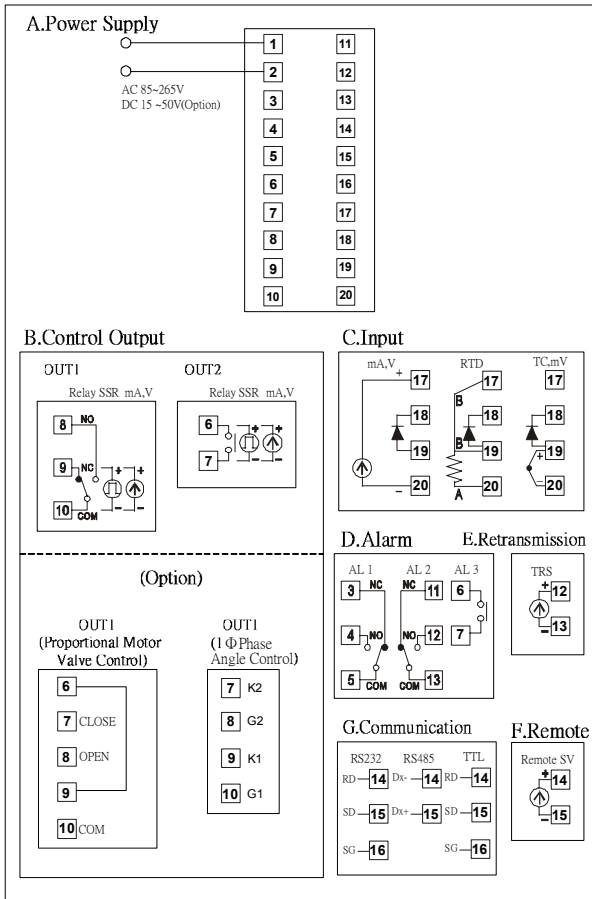 A.Power Supply
AC 85~265V
DC 15 ~50V(Option)
1 11
2 12
3 13
4 14
5 15
6 16
7 17
8 18
9 19
10 20
B.Control Output
OUT1
Relay SSR mA,V
8 NO
9 NC + +
10 COM - -
OUT2
Relay SSR mA,V
6 + +
7 - -
(Option)
OUT1
(Proportional Motor
Valve Control)
6
7 CLOSE
8 OPEN
9
10 COM
OUT1
(1 Φ Phase
Angle Control)
7 K2
8 G2
9 K1
10 G1
C.Input
mA,V RTD TC,mV
+ 17 B 17 17
18 18 18
19 B 19 + 19
- 20 A 20 - 20
D.Alarm
AL 1 AL 2 AL 3
3 NC NC 11 6
4 NO NO 12 7
5 COM COM 13
E.Retransmission
TRS
+ 12
- 13
G.Communication
RS232 RS485 TTL
RD 14 Dx- 14 RD 14
SD 15 Dx+ 15 SD 15
SG 16 SG 16
F.Remote
Remote SV
+ 14
- 15